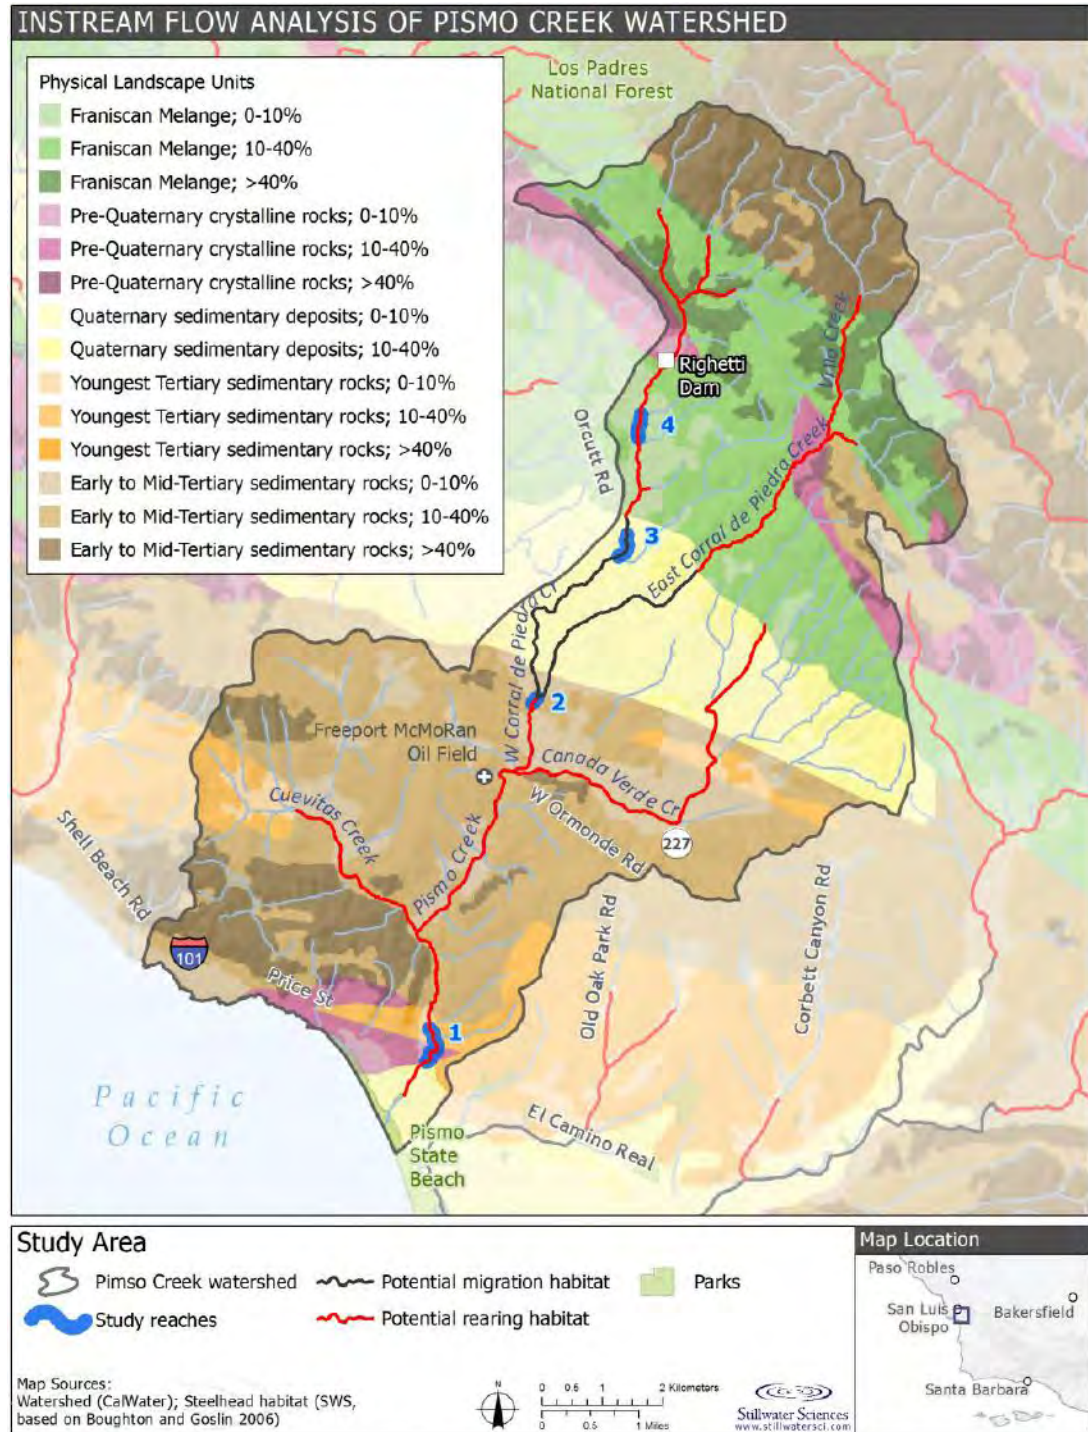 INSTREAM FLOW ANALYSIS OF PISMO CREEK WATERSHED
Los Padres
National Forest
Physical Landscape Units
Franiscan Melange; 0-10%
Franiscan Melange; 10-40%
Franiscan Melange; >40%
Pre-Quaternary crystalline rocks; 0-10%
Pre-Quaternary crystalline rocks; 10-40%
Pre-Quaternary crystalline rocks; >40%
Quaternary sedimentary deposits; 0-10%
Quaternary sedimentary deposits; 10-40%
Youngest Tertiary sedimentary rocks; 0-10%
Youngest Tertiary sedimentary rocks; 10-40%
Youngest Tertiary sedimentary rocks; >40%
Early to Mid-Tertiary sedimentary rocks; 0-10%
Early to Mid-Tertiary sedimentary rocks; 10-40%
Early to Mid-Tertiary sedimentary rocks; >40%
Righetti
Dam
Creek
Orcutt Rd
4
3
East Corral de Piedra Creek
W Corral de Piedra Cr
2
Freeport McMoRan
Oil Field
Canada Verde Cr
W Ormonde Rd
227
Cuevitas Creek
Pismo Creek
Shell Beach Rd
101
Price St
Old Oak Park Rd
Corbett Canyon Rd
1
El Camino Real
Pacific
Ocean
Pismo
State
Beach
Study Area
Pimso Creek watershed
Potential migration habitat
Parks
Study reaches
Potential rearing habitat
Map Sources:
Watershed (CalWater); Steelhead habitat (SWS,
based on Boughton and Goslin 2006)
N
0 0.5 1 2 Kilometers
0 0.5 1 Miles
Stillwater Sciences
www.stillwatersci.com
Map Location
Paso Robles
San Luis
Obispo
Bakersfield
Santa Barbara